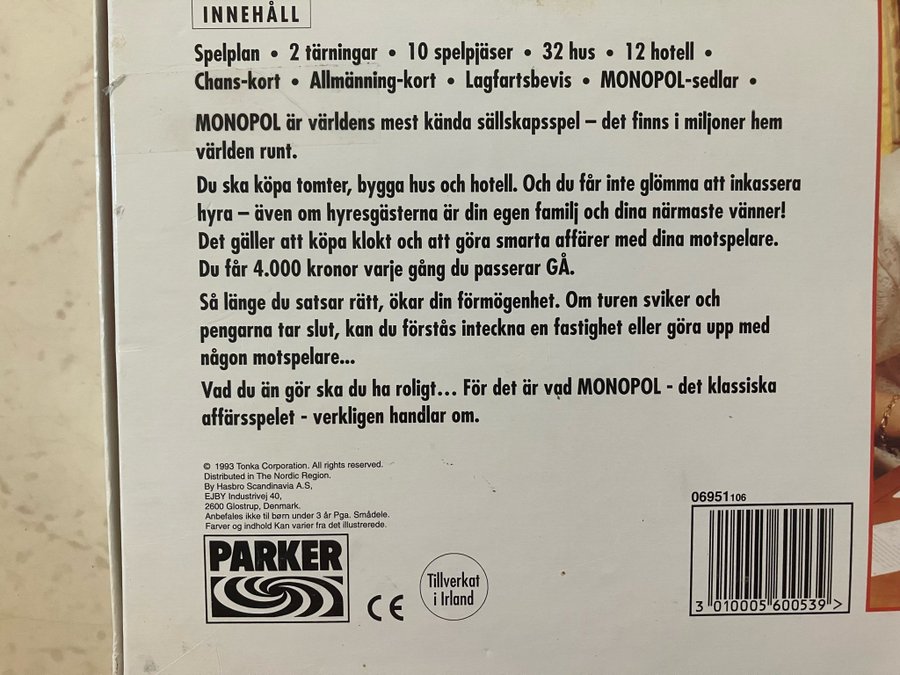 INNEHÅLL
Spelplan • 2 tärningar • 10 spelpjäser • 32 hus • 12 hotell •
Chans-kort • Allmänning-kort • Lagfartsbevis • MONOPOL-sedlar •
MONOPOL är världens mest kända sällskapsspel – det finns i miljoner hem
världen runt.
Du ska köpa tomter, bygga hus och hotell. Och du får inte glömma att inkassera
hyra – även om hyresgästerna är din egen familj och dina närmaste vänner!
Det gäller att köpa klokt och att göra smarta affärer med dina motspelare.
Du får 4.000 kronor varje gång du passerar GÅ.
Så länge du satsar rätt, ökar din förmögenhet. Om turen sviker och
pengarna tar slut, kan du förstås inteckna en fastighet eller göra upp med
någon motspelare...
Vad du än gör ska du ha roligt... För det är vad MONOPOL - det klassiska
affärsspelet - verkligen handlar om.
© 1993 Tonka Corporation. All rights reserved.
Distributed in The Nordic Region.
By Hasbro Scandinavia A.S,
EJBY Industrivej 40,
2600 Glostrup, Denmark.
Anbefales ikke til børn under 3 år Pga. Smådele.
Farver og indhold Kan varier fra det illustrerede.
PARKER
CE
Tillverkat
i Irland
06951 106
3 010005 600539 >